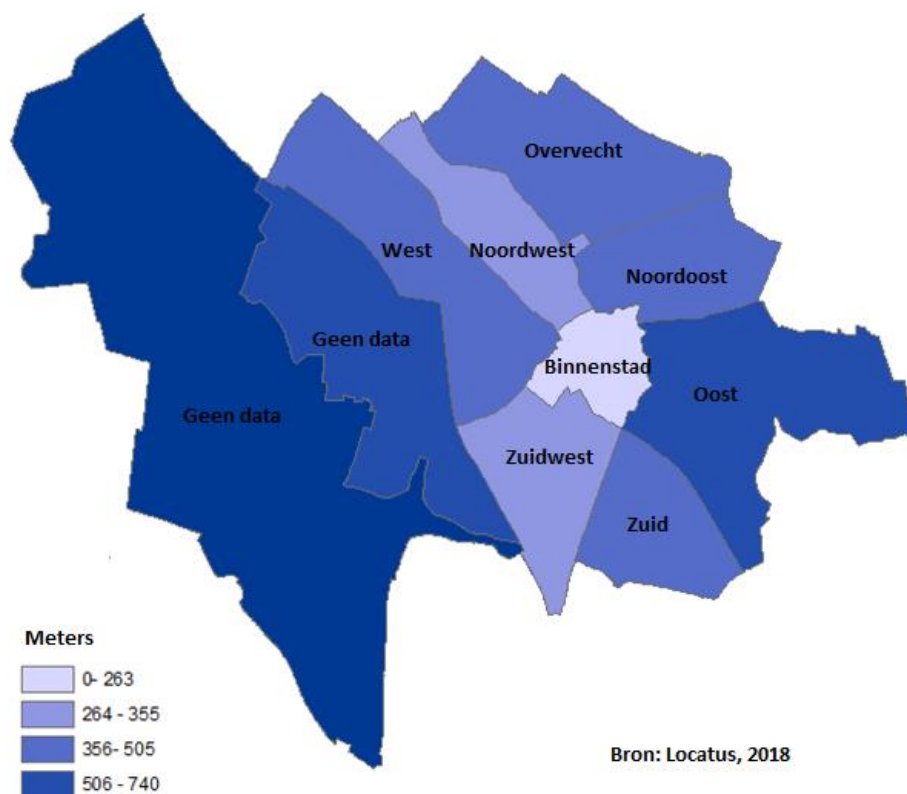 Overvecht
West
Noordwest
Noordoost
Geen data
Binnenstad
Geen data
Oost
Zuidwest
Zuid
Meters
0- 263
264 - 355
356- 505
506 - 740
Bron: Locatus, 2018